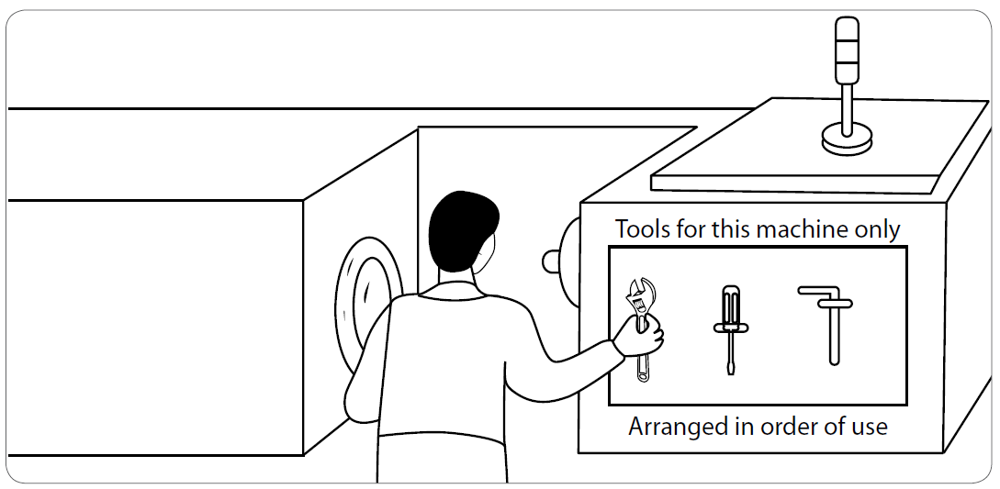 Tools for this machine only
Arranged in order of use